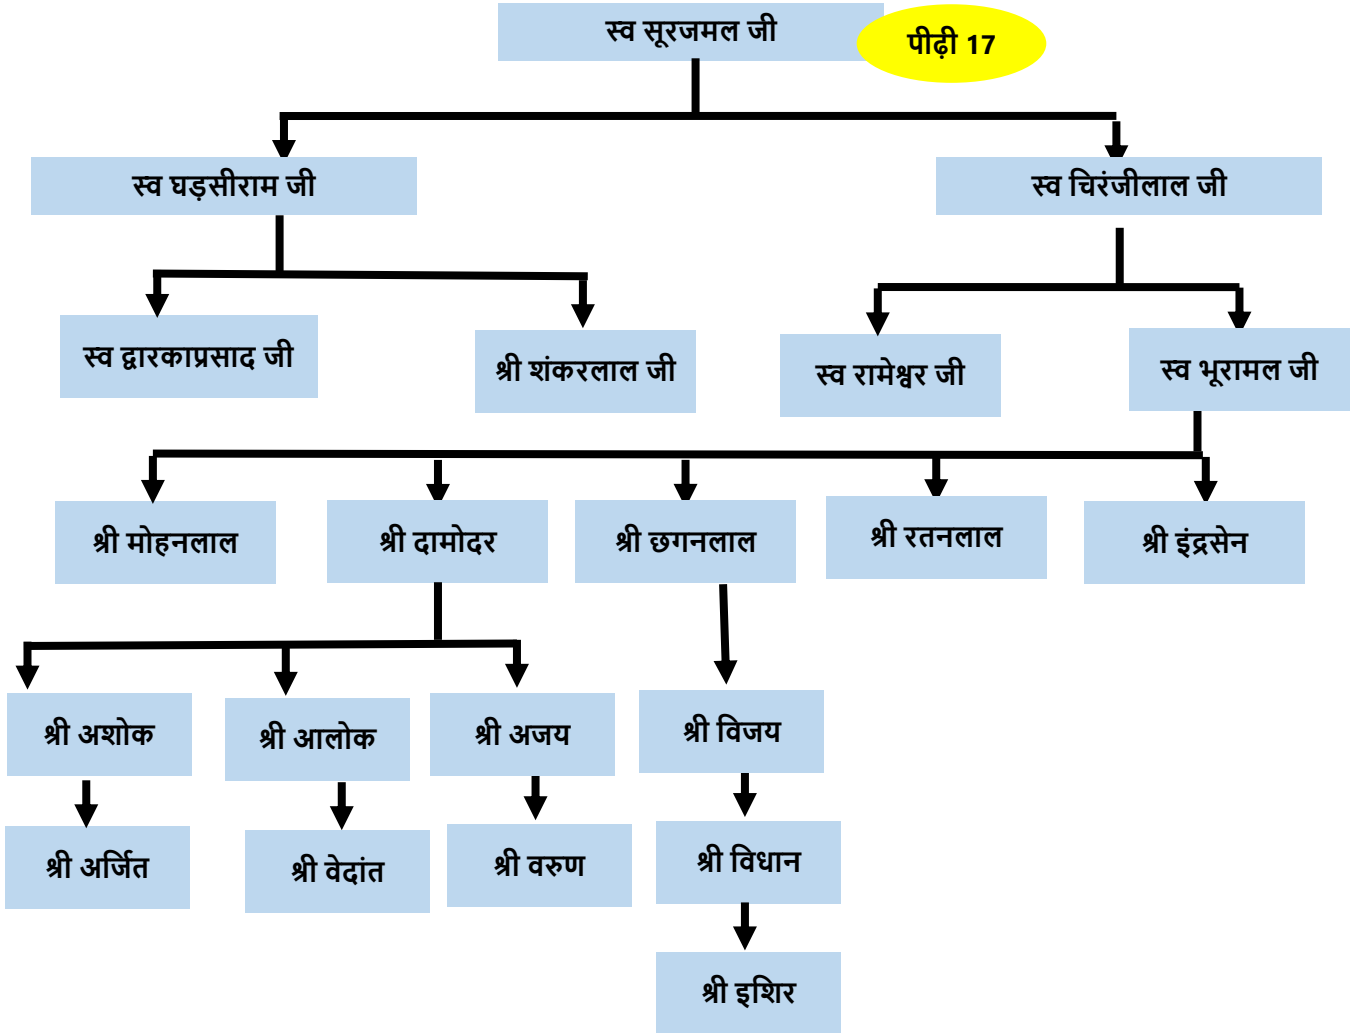 स्व सूरजमल जी
पीढ़ी 17
स्व घड़सीराम जी
स्व चिरंजीलाल जी
स्व द्वारकाप्रसाद जी
श्री शंकरलाल जी
स्व रामेश्वर जी
स्व भूरामल जी
श्री मोहनलाल
श्री दामोदर
श्री छगनलाल
श्री रतनलाल
श्री इंद्रसेन
श्री अशोक
श्री आलोक
श्री अजय
श्री विजय
श्री अर्जित
श्री वेदांत
श्री वरुण
श्री विधान
श्री इशिर